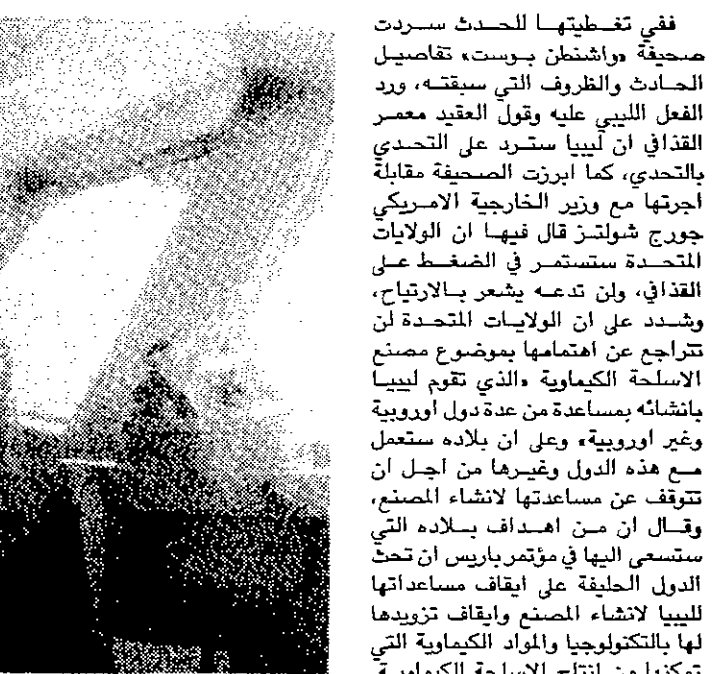 ففي تغطيتها للحدث سردت
صحيفة «واشنطن بوست» تفاصيل
الحادث والظروف التي سبقته، ورد
الفعل الليبي عليه وقول العقيد معمر
القذافي ان ليبيا سترد على التحدي
بالتحدي، كما ابرزت الصحيفة مقابلة
اجرتها مع وزير الخارجية الامريكي
جورج شولتز قال فيها ان الولايات
المتحدة ستستمر في الضغط على
القذافي، ولن تدعه يشعر بالارتياح،
وشدد على ان الولايات المتحدة لن
تتراجع عن اهتمامها بموضوع مصنع
الاسلحة الكيماوية «الذي تقوم ليبيا
بانشائه بمساعدة من عدة دول اوروبية
وغير اوروبية» وعلى ان بلاده ستعمل
مع هذه الدول وغيرها من اجل ان
تتوقف عن مساعدتها لانشاء المصنع،
وقال ان من اهداف بلاده التي
ستسعى اليها في مؤتمر باريس ان تحث
الدول الحليفة على ايقاف مساعداتها
لليبيا لانشاء المصنع وايقاف تزويدها
لها بالتكنولوجيا والمواد الكيماوية التي
تمكنها من انتاج الاسلحة الكيماوية